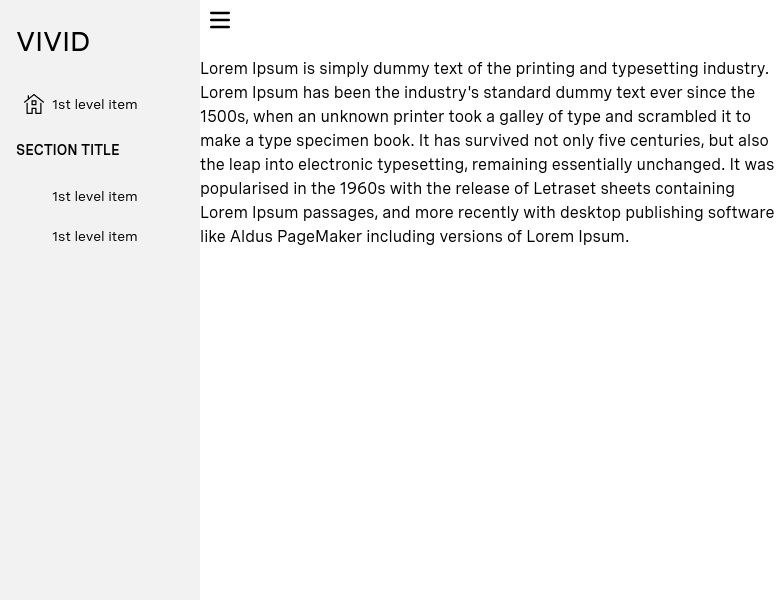 VIVID
1st level item
SECTION TITLE
1st level item
1st level item
Lorem Ipsum is simply dummy text of the printing and typesetting industry.
Lorem Ipsum has been the industry's standard dummy text ever since the
1500s, when an unknown printer took a galley of type and scrambled it to
make a type specimen book. It has survived not only five centuries, but also
the leap into electronic typesetting, remaining essentially unchanged. It was
popularised in the 1960s with the release of Letraset sheets containing
Lorem Ipsum passages, and more recently with desktop publishing software
like Aldus PageMaker including versions of Lorem Ipsum.